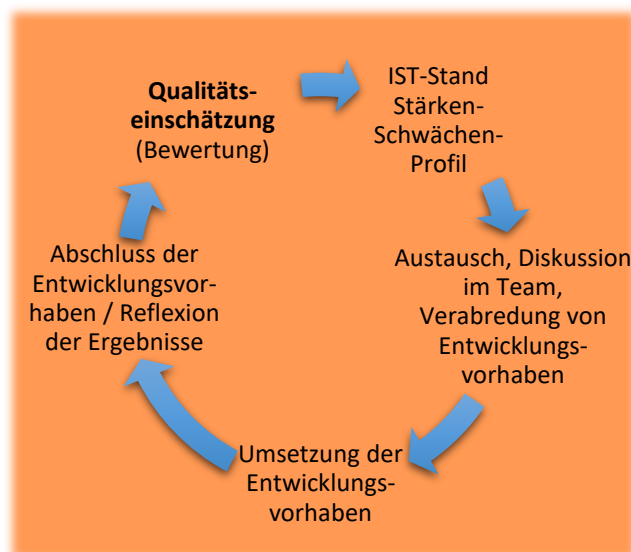 Qualitäts-
einschätzung
(Bewertung)
IST-Stand
Stärken-
Schwächen-
Profil
Austausch, Diskussion
im Team,
Verabredung von
Entwicklungs-
vorhaben
Umsetzung der
Entwicklungs-
vorhaben
Abschluss der
Entwicklungsvor-
haben / Reflexion
der Ergebnisse